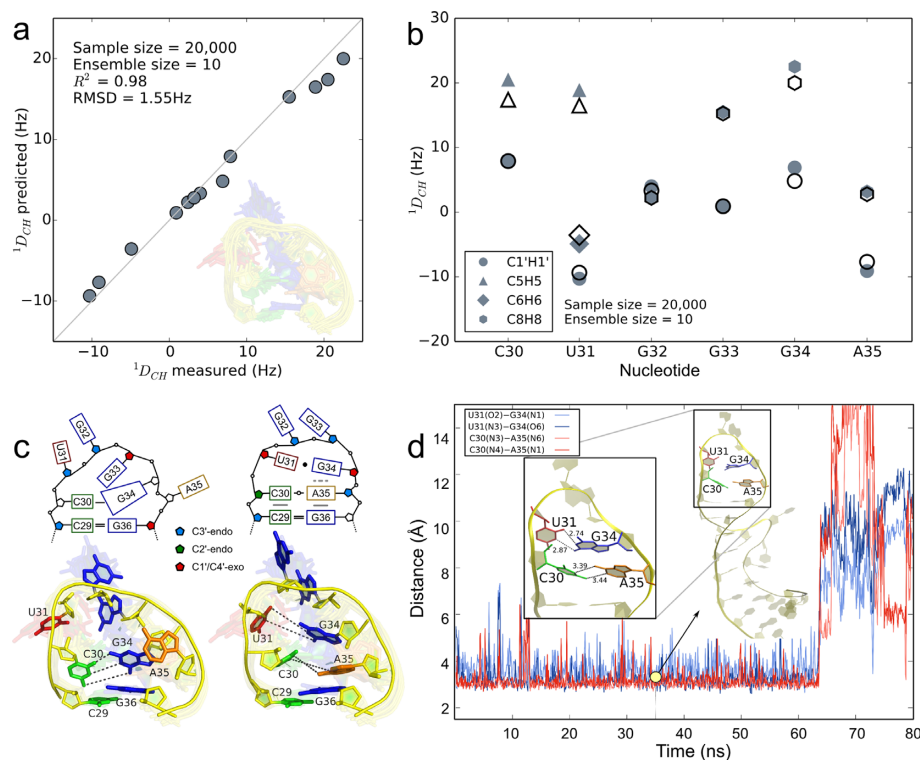 a
Sample size = 20,000
Ensemble size = 10
R² = 0.98
RMSD = 1.55Hz
20
10
0
−10
¹D_CH predicted (Hz)
−10
0
10
20
¹D_CH measured (Hz)
b
30
20
10
0
−10
−20
¹D_CH (Hz)
C1'H1'
C5H5
C6H6
C8H8
Sample size = 20,000
Ensemble size = 10
C30
U31
G32
G33
G34
A35
Nucleotide
c
G32
U31
G33
C30
G34
A35
C29
G36
G32
G33
U31
G34
C30
A35
C29
G36
C3'-endo
C2'-endo
C1'/C4'-exo
U31
C30
G34
A35
C29
G36
U31
G34
C30
A35
C29
G36
d
U31(O2)−G34(N1)
U31(N3)−G34(O6)
C30(N3)−A35(N6)
C30(N4)−A35(N1)
U31
G34
C30
A35
U31
2.74
G34
2.87
C30
3.39
A35
3.44
14
12
10
8
6
4
2
Distance (Å)
10
20
30
40
50
60
70
80
Time (ns)